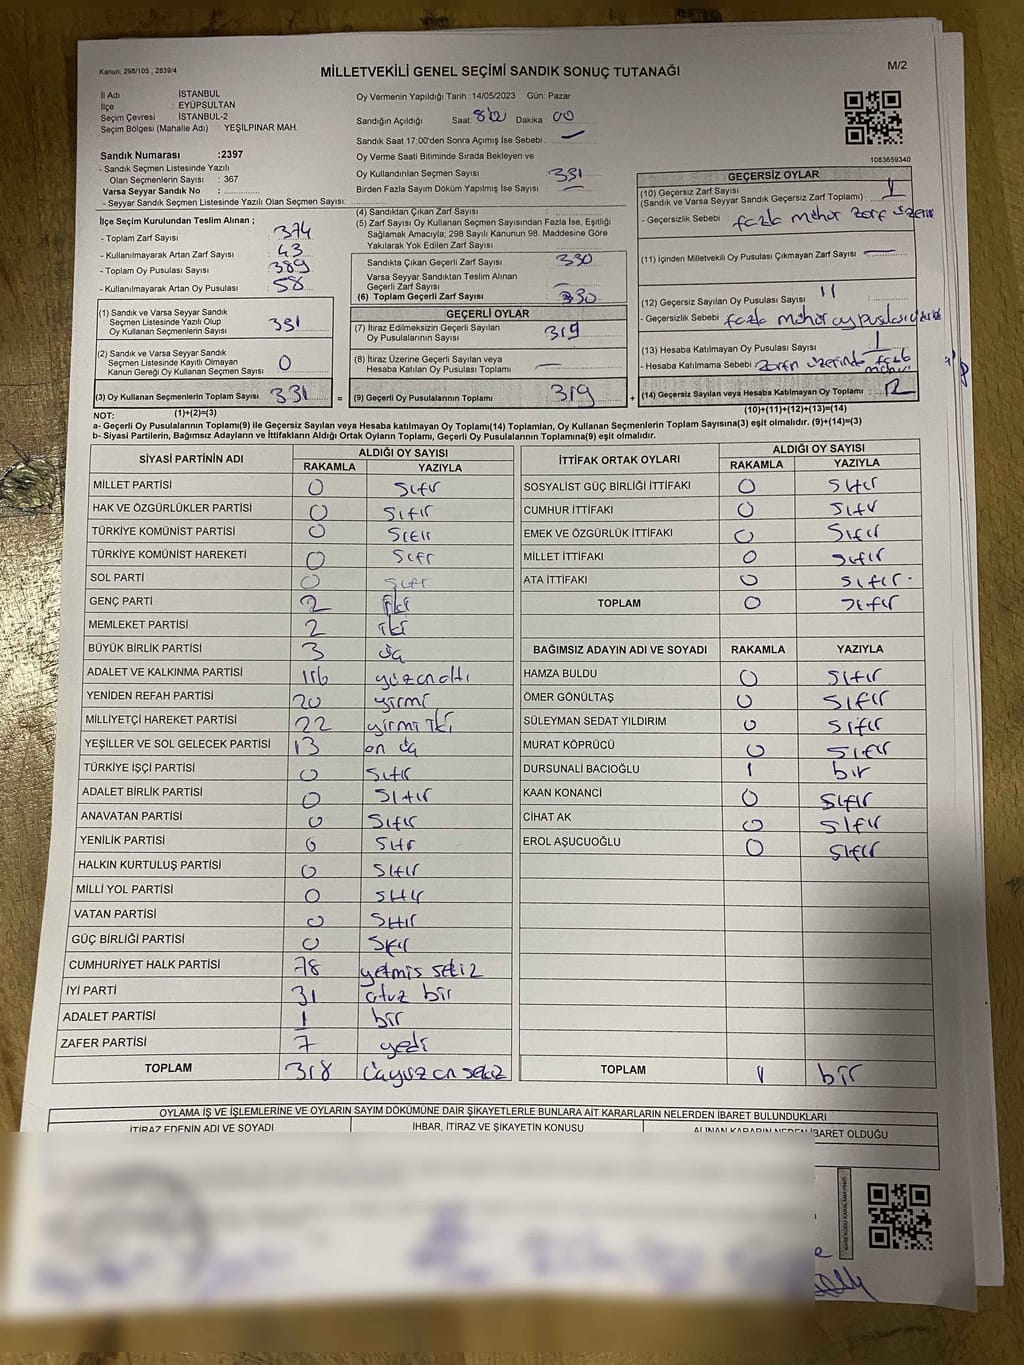 Kanun: 298/105 , 2839/4
MİLLETVEKİLİ GENEL SEÇİMİ SANDIK SONUÇ TUTANAĞI
M/2
İl Adı : İSTANBUL
İlçe : EYÜPSULTAN
Seçim Çevresi : İSTANBUL-2
Seçim Bölgesi (Mahalle Adı) : YEŞİLPINAR MAH.
Sandık Numarası :2397
- Sandık Seçmen Listesinde Yazılı
Olan Seçmenlerin Sayısı : 367
Varsa Seyyar Sandık No :
- Seyyar Seçmen Listesinde Yazılı Olan Seçmen Sayısı:
Oy Vermenin Yapıldığı Tarih : 14/05/2023 Gün: Pazar
Sandığın Açıldığı Saat: Dakika : 00
Sandık Saat 17:00'den Sonra Açımış İse Sebebi : —
Oy Verme Saati Bitiminde Sırada Bekleyen ve
Oy Kullandırılan Seçmen Sayısı : 331
Birden Fazla Sayım Döküm Yapılmış İse Sayısı : —
1083659340
İlçe Seçim Kurulundan Teslim Alınan ;
- Toplam Zarf Sayısı : 374
- Kullanılmayarak Artan Zarf Sayısı : 43
- Toplam Oy Pusulası Sayısı : 389
- Kullanılmayarak Artan Oy Pusulası : 58
(4) Sandıktan Çıkan Zarf Sayısı :
(5) Zarf Sayısı Oy Kullanan Seçmen Sayısından Fazla İse, Eşitliği
Sağlamak Amacıyla; 298 Sayılı Kanunun 98. Maddesine Göre
Yakılarak Yok Edilen Zarf Sayısı :
Sandıkta Çıkan Geçerli Zarf Sayısı : 330
Varsa Seyyar Sandıktan Teslim Alınan
Geçerli Zarf Sayısı : —
(6) Toplam Geçerli Zarf Sayısı : 330
GEÇERSİZ OYLAR
(10) Geçersiz Zarf Sayısı : 1
(Sandık ve Varsa Seyyar Sandık Geçersiz Zarf Toplamı)
- Geçersizlik Sebebi : fazla mühür zarf üzerir
(11) İçinden Milletvekili Oy Pusulası Çıkmayan Zarf Sayısı : —
(12) Geçersiz Sayılan Oy Pusulası Sayısı : 11
- Geçersizlik Sebebi fazla mühür oy pusulası
(13) Hesaba Katılmayan Oy Pusulası Sayısı : 1
- Hesaba Katılmama Sebebi : zarfın üzerinde fazla mühür
(14) Geçersiz Sayılan veya Hesaba Katılmayan Oy Toplamı : 12
(10)+(11)+(12)+(13)=(14)
(1) Sandık ve Varsa Seyyar Sandık
Seçmen Listesinde Yazılı Olup
Oy Kullanan Seçmenlerin Sayısı : 331
(2) Sandık ve Varsa Seyyar Sandık
Seçmen Listesinde Kayıtlı Olmayan
Kanun Gereği Oy Kullanan Seçmen Sayısı : 0
(3) Oy Kullanan Seçmenlerin Toplam Sayısı : 331
(1)+(2)=(3)
=
GEÇERLİ OYLAR
(7) İtiraz Edilmeksizin Geçerli Sayılan
Oy Pusulalarının Sayısı : 319
(8) İtiraz Üzerine Geçerli Sayılan veya
Hesaba Katılan Oy Pusulası Toplamı : —
(9) Geçerli Oy Pusulalarının Toplamı : 319
+
NOT:
a- Geçerli Oy Pusulalarının Toplamı(9) ile Geçersiz Sayılan veya Hesaba katılmayan Oy Toplamı(14) Toplamları, Oy Kullanan Seçmenlerin Toplam Sayısına(3) eşit olmalıdır. (9)+(14)=(3)
b- Siyasi Partilerin, Bağımsız Adayların ve İttifakların Aldığı Ortak Oyların Toplamı, Geçerli Oy Pusulalarının Toplamına(9) eşit olmalıdır.
SİYASİ PARTİNİN ADI ALDIĞI OY SAYISI
RAKAMLA YAZIYLA
MİLLET PARTİSİ 0 sıfır
HAK VE ÖZGÜRLÜKLER PARTİSİ 0 sıfır
TÜRKİYE KOMÜNİST PARTİSİ 0 sıfır
TÜRKİYE KOMÜNİST HAREKETİ 0 sıfır
SOL PARTİ 0 sıfır
GENÇ PARTİ 2 iki
MEMLEKET PARTİSİ 2 iki
BÜYÜK BİRLİK PARTİSİ 3 üç
ADALET VE KALKINMA PARTİSİ yüzonaltı
YENİDEN REFAH PARTİSİ 20 yirmi
MİLLİYETÇİ HAREKET PARTİSİ 22 yirmi iki
YEŞİLLER VE SOL GELECEK PARTİSİ 13 on üç
TÜRKİYE İŞÇİ PARTİSİ 0 sıfır
ADALET BİRLİK PARTİSİ 0 sıfır
ANAVATAN PARTİSİ 0 sıfır
YENİLİK PARTİSİ 0 sıfır
HALKIN KURTULUŞ PARTİSİ 0 sıfır
MİLLİ YOL PARTİSİ 0 sıfır
VATAN PARTİSİ 0 sıfır
GÜÇ BİRLİĞİ PARTİSİ 0 sıfır
CUMHURİYET HALK PARTİSİ 78 yetmiş sekiz
İYİ PARTİ 31 otuz bir
ADALET PARTİSİ 1 bir
ZAFER PARTİSİ 7 yedi
TOPLAM 318 üçyüz on sekiz
İTTİFAK ORTAK OYLARI ALDIĞI OY SAYISI
RAKAMLA YAZIYLA
SOSYALİST GÜÇ BİRLİĞİ İTTİFAKI 0 sıfır
CUMHUR İTTİFAKI 0 sıfır
EMEK VE ÖZGÜRLÜK İTTİFAKI 0 sıfır
MİLLET İTTİFAKI 0 sıfır
ATA İTTİFAKI 0 sıfır
TOPLAM 0 sıfır
BAĞIMSIZ ADAYIN ADI VE SOYADI RAKAMLA YAZIYLA
HAMZA BULDU 0 sıfır
ÖMER GÖNÜLTAŞ 0 sıfır
SÜLEYMAN SEDAT YILDIRIM 0 sıfır
MURAT KÖPRÜCÜ 0 sıfır
DURSUNALİ BACIOĞLU 1 bir
KAAN KONANCİ 0 sıfır
CİHAT AK 0 sıfır
EROL AŞUCUOĞLU 0 sıfır
TOPLAM 1 bir
OYLAMA İŞ VE İŞLEMLERİNE VE OYLARIN SAYIM DÖKÜMÜNE DAİR ŞİKAYETLERLE BUNLARA AİT KARARLARIN NELERDEN İBARET BULUNDUKLARI
İTİRAZ EDENİN ADI VE SOYADI İHBAR, İTİRAZ VE ŞİKAYETİN KONUSU ALINAN KARARIN NEDEN İBARET OLDUĞU